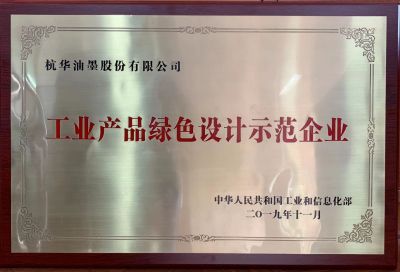 杭华油墨股份有限公司
工业产品绿色设计示范企业
中华人民共和国工业和信息化部
二〇一九年十一月